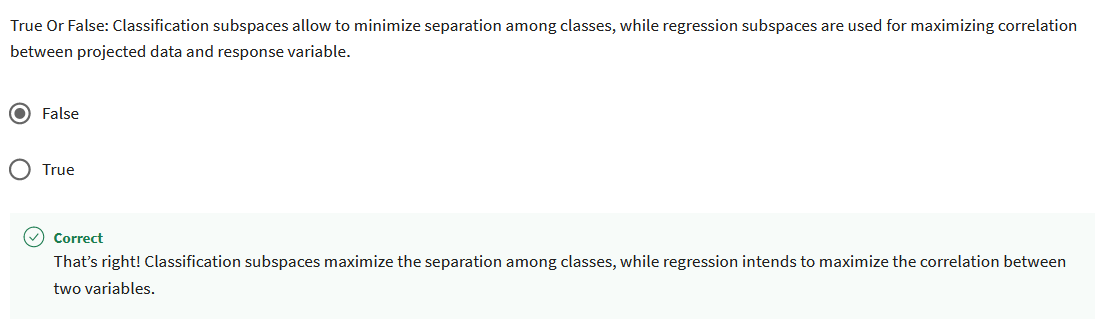 True Or False: Classification subspaces allow to minimize separation among classes, while regression subspaces are used for maximizing correlation
between projected data and response variable.
False
True
Correct
That’s right! Classification subspaces maximize the separation among classes, while regression intends to maximize the correlation between
two variables.